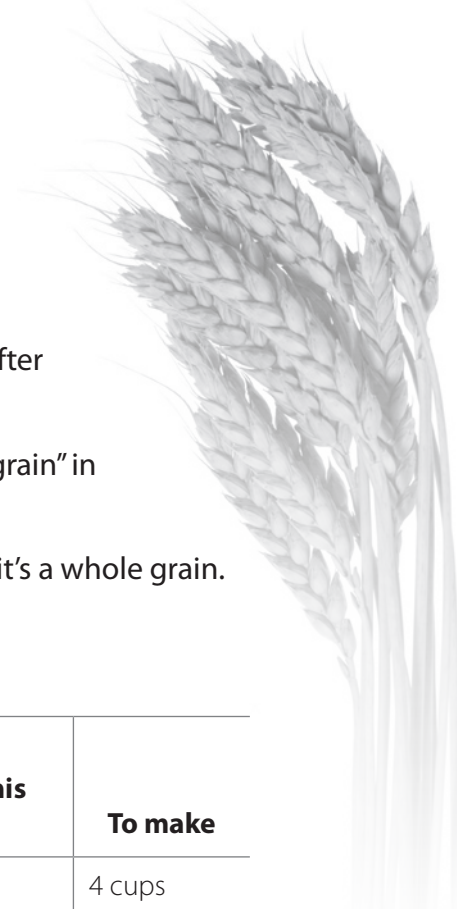 fter
grain” in
it’s a whole grain.
his
To make
4 cups